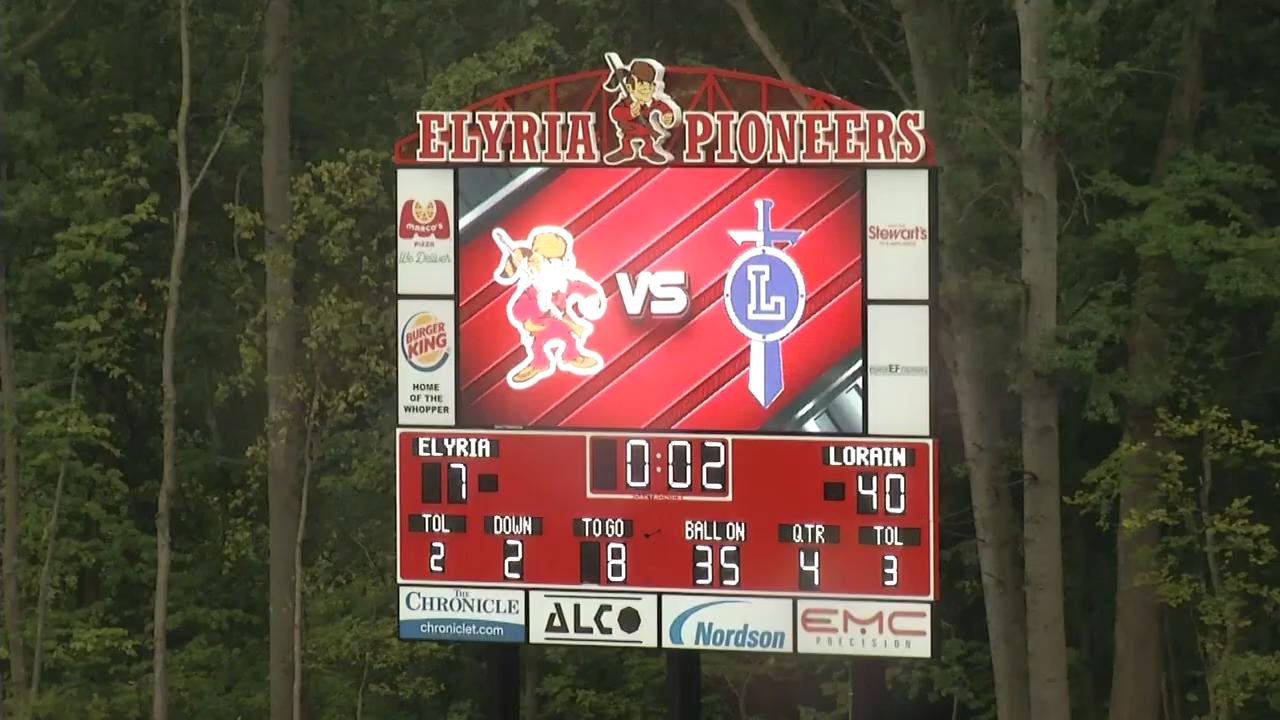 ELYRIA PIONEERS
MARCO'S
PIZZA
We Deliver
BURGER
KING
HOME
OF THE
WHOPPER
VS
L
Stewart's
EF
ELYRIA
7
0:02
DAKTRONICS
LORAIN
40
TOL DOWN TO GO BALL ON QTR TOL
2 2 8 35 4 3
THE
CHRONICLE
chroniclet.com
ALCO
Nordson
EMC
PRECISION